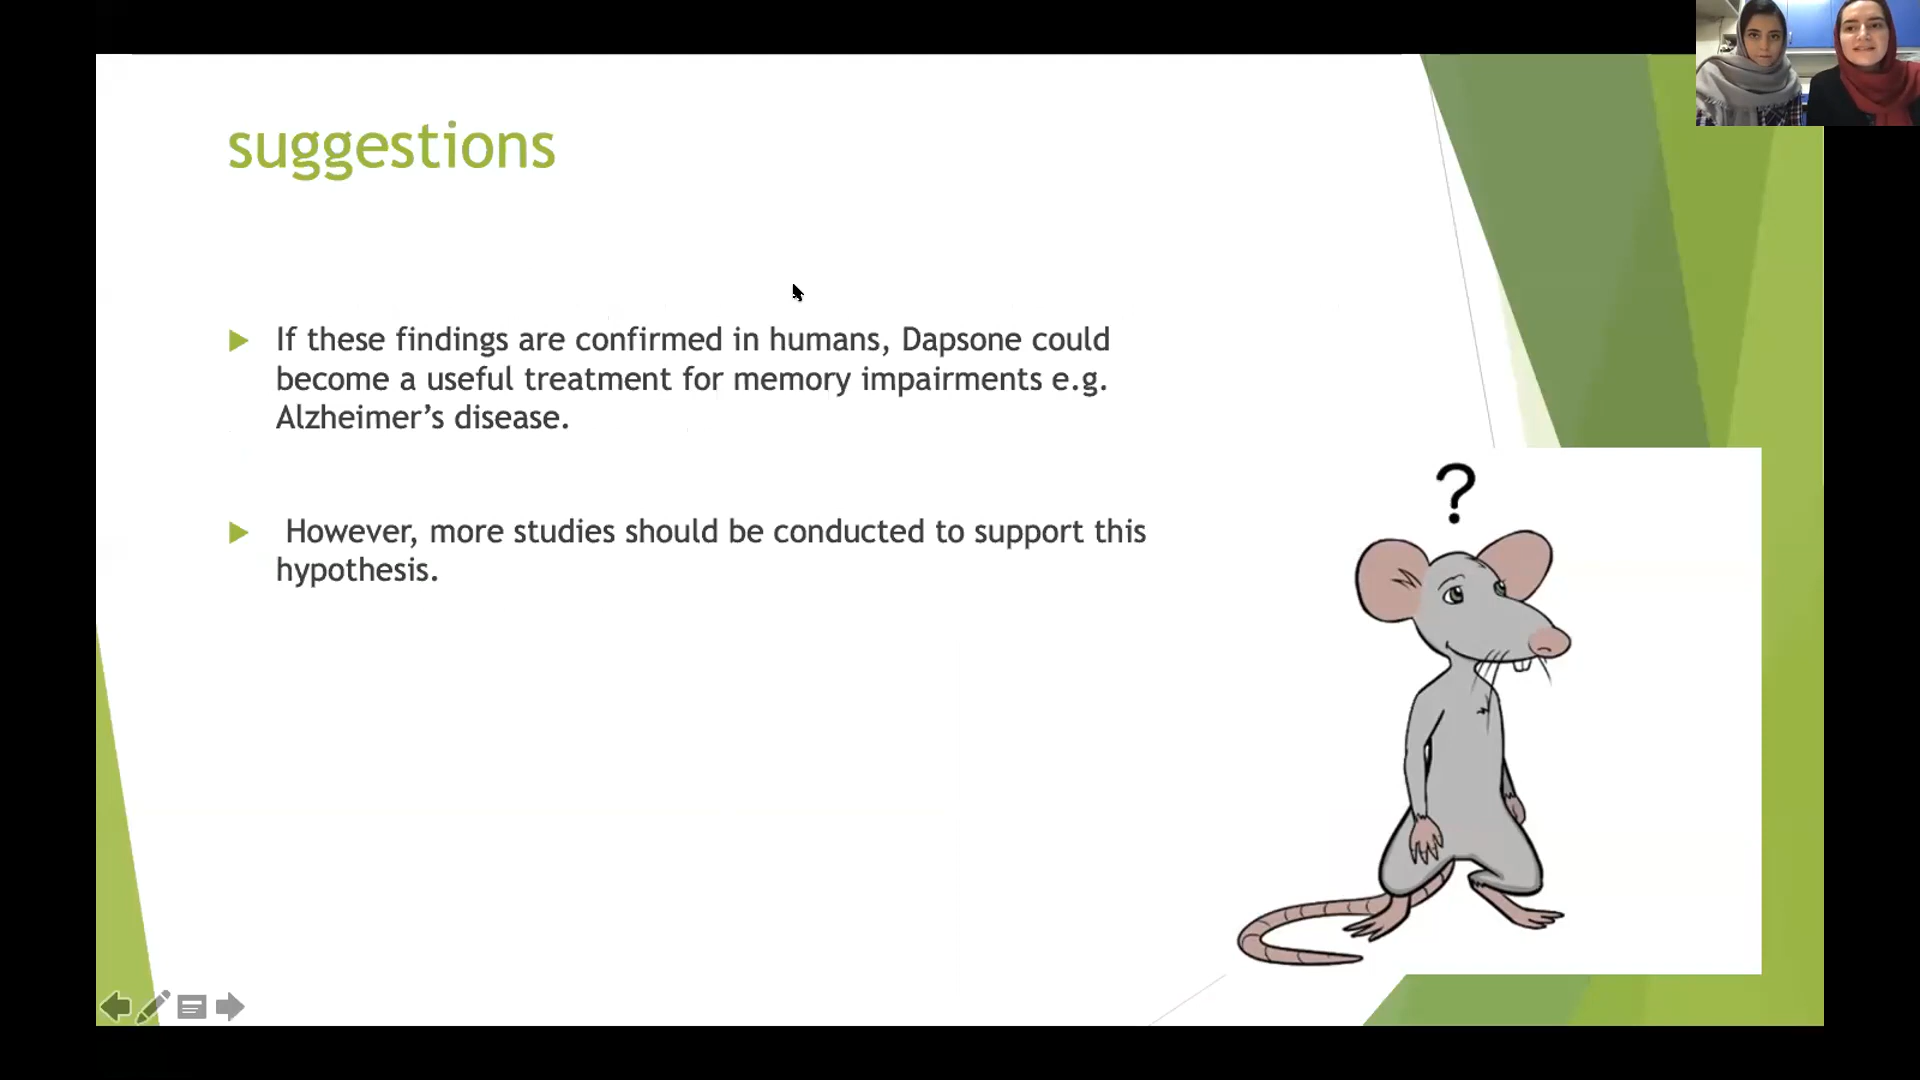 suggestions
If these findings are confirmed in humans, Dapsone could
become a useful treatment for memory impairments e.g.
Alzheimer’s disease.
However, more studies should be conducted to support this
hypothesis.
?